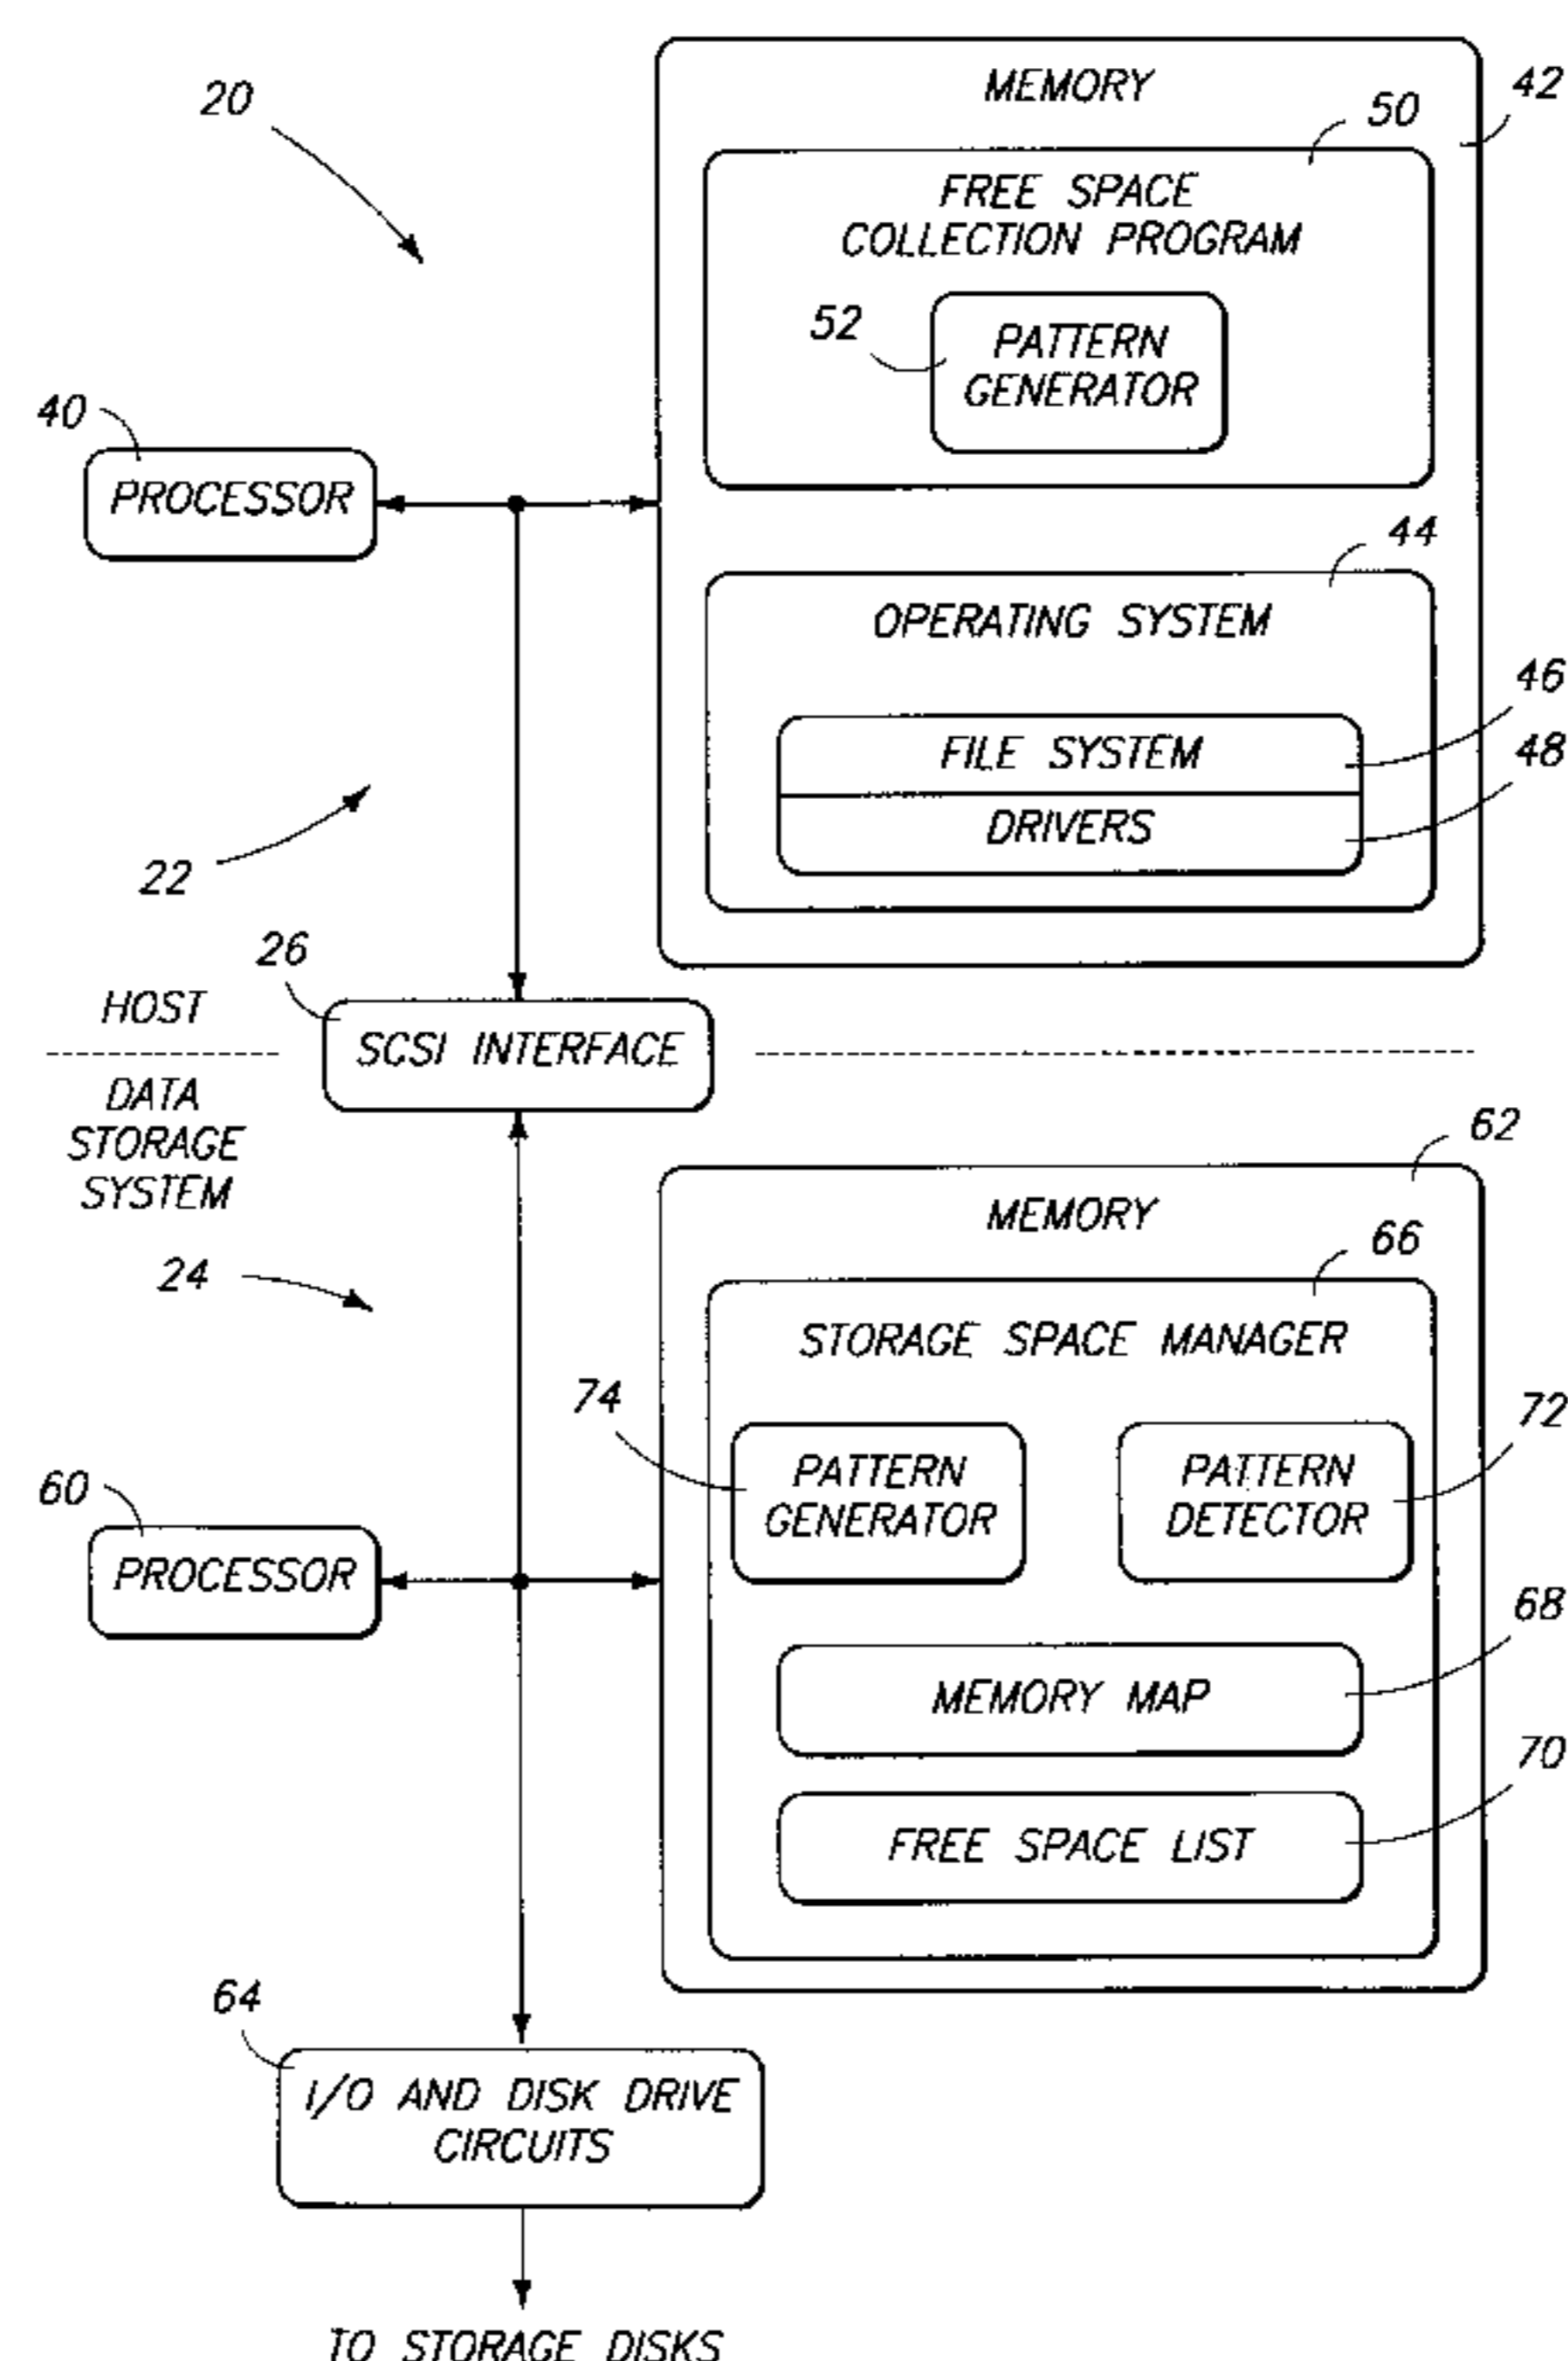 20
MEMORY
42
50
FREE SPACE
COLLECTION PROGRAM
52
PATTERN
GENERATOR
40
PROCESSOR
44
OPERATING SYSTEM
46
FILE SYSTEM
48
DRIVERS
22
26
HOST
SCSI INTERFACE
DATA
STORAGE
SYSTEM
62
MEMORY
24
66
STORAGE SPACE MANAGER
74
72
PATTERN
GENERATOR
PATTERN
DETECTOR
60
PROCESSOR
68
MEMORY MAP
70
FREE SPACE LIST
64
I/O AND DISK DRIVE
CIRCUITS
TO STORAGE DISKS